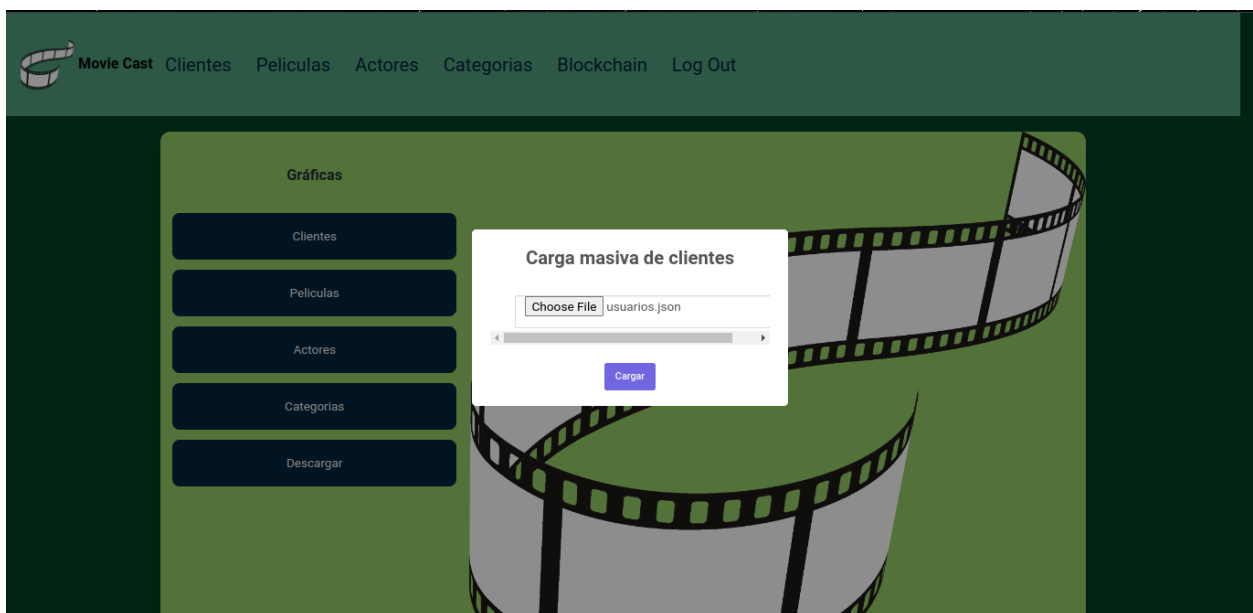 Movie Cast Clientes Peliculas Actores Categorias Blockchain Log Out
Gráficas
Clientes
Peliculas
Actores
Categorias
Descargar
Carga masiva de clientes
Choose File usuarios.json
Cargar